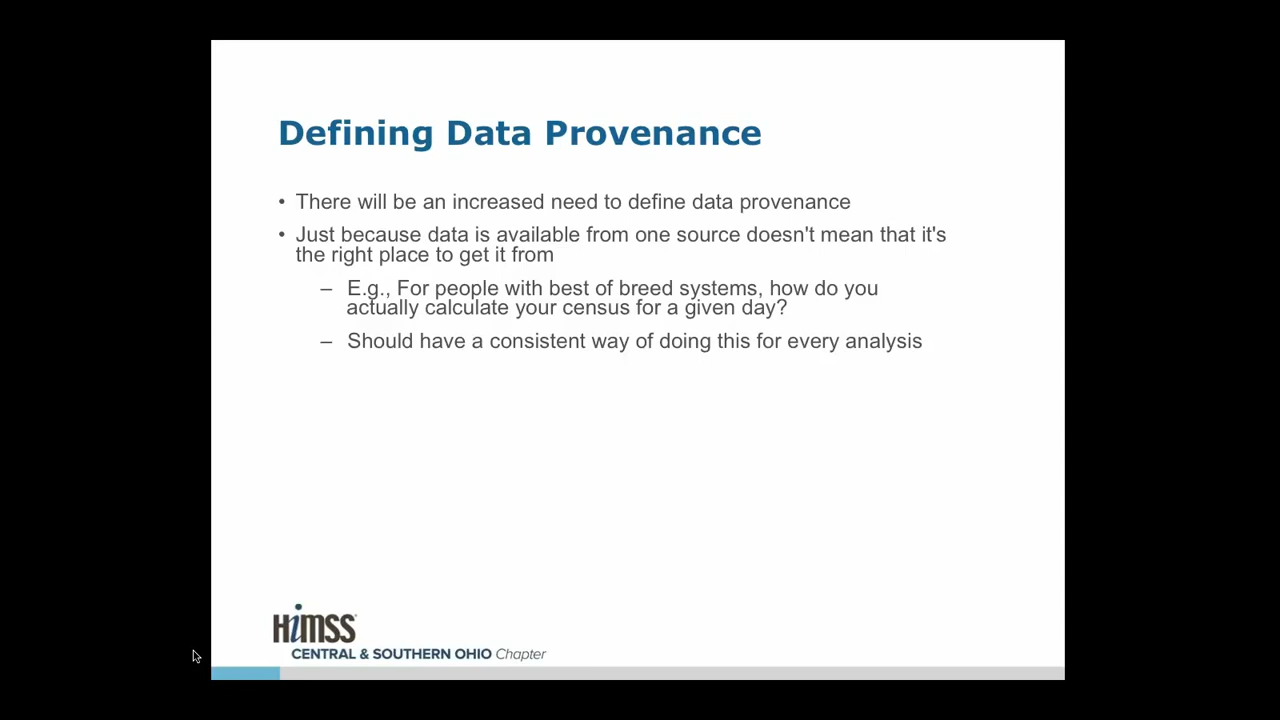 Defining Data Provenance
• There will be an increased need to define data provenance
• Just because data is available from one source doesn't mean that it's
the right place to get it from
– E.g., For people with best of breed systems, how do you
actually calculate your census for a given day?
– Should have a consistent way of doing this for every analysis
HiMSS
CENTRAL & SOUTHERN OHIO Chapter